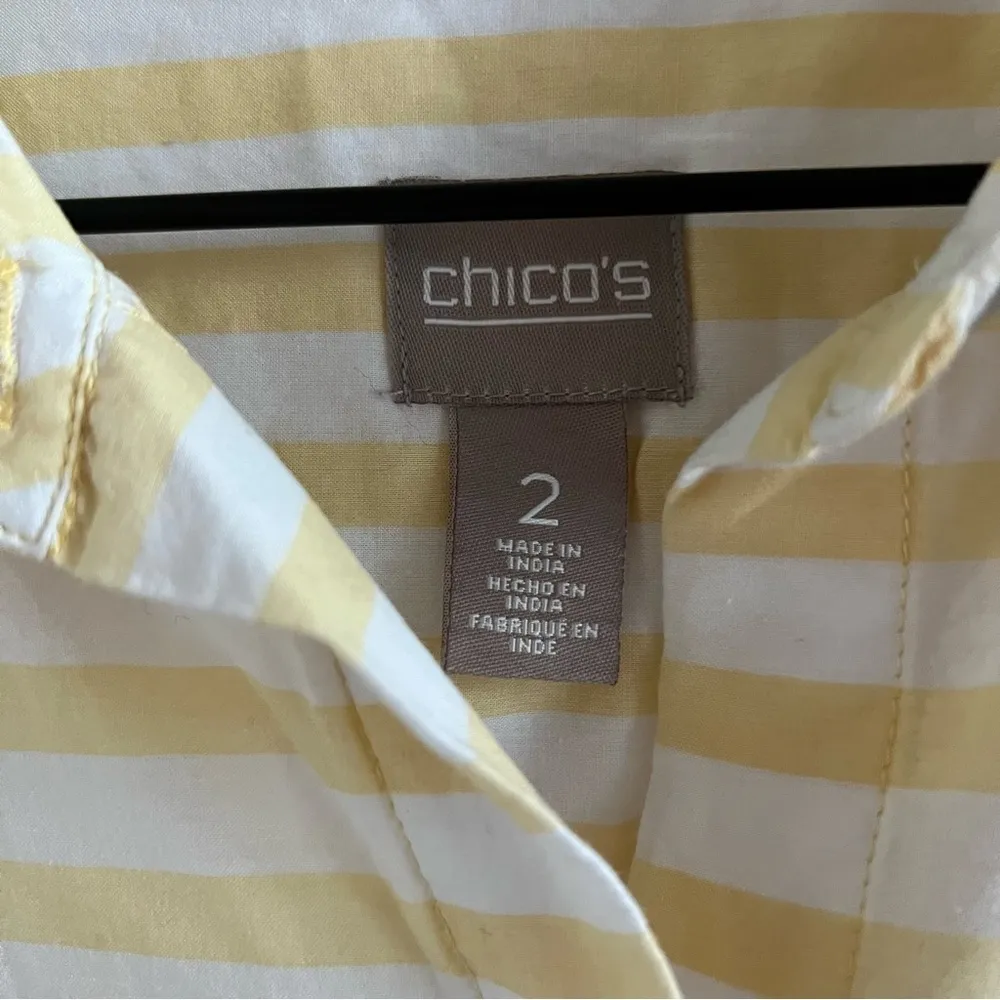 chico's
2
MADE IN
INDIA
HECHO EN
INDIA
FABRIQUÉ EN
INDE